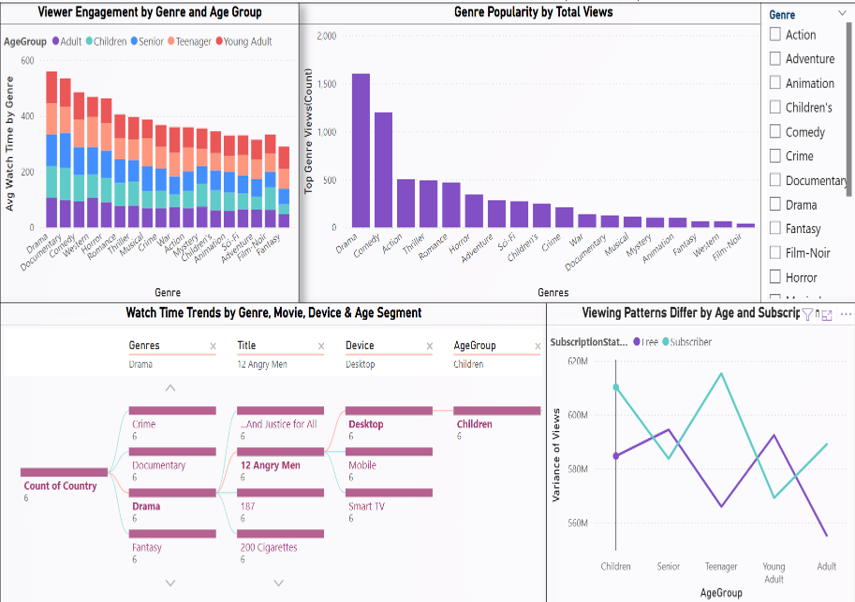 Viewer Engagement by Genre and Age Group
AgeGroup Adult Children Senior Teenager Young Adult
Avg Watch Time by Genre
600
400
200
0
Drama
Documentary
Comedy
Western
Horror
Romance
Thriller
Musical
Crime
War
Action
Mystery
Children's
Animation
Sci-Fi
Adventure
Film-Noir
Fantasy
Genre
Genre Popularity by Total Views
Top Genre Views(Count)
2,000
1,500
1,000
500
0
Drama
Comedy
Action
Thriller
Romance
Horror
Adventure
Sci-Fi
Children's
Crime
War
Documentary
Musical
Mystery
Animation
Fantasy
Western
Film-Noir
Genres
Genre
Action
Adventure
Animation
Children's
Comedy
Crime
Documentary
Drama
Fantasy
Film-Noir
Horror
Watch Time Trends by Genre, Movie, Device & Age Segment
Genres x Title x Device x AgeGroup x
Drama 12 Angry Men Desktop Children
Count of Country
6
Crime
6
Documentary
6
Drama
6
Fantasy
6
...And Justice for All
6
12 Angry Men
6
187
6
200 Cigarettes
6
Desktop
6
Mobile
6
Smart TV
6
Children
6
Viewing Patterns Differ by Age and Subscrip
SubscriptionStat... Free Subscriber
Variance of Views
620M
600M
580M
560M
Children
Senior
Teenager
Young
Adult
Adult
AgeGroup